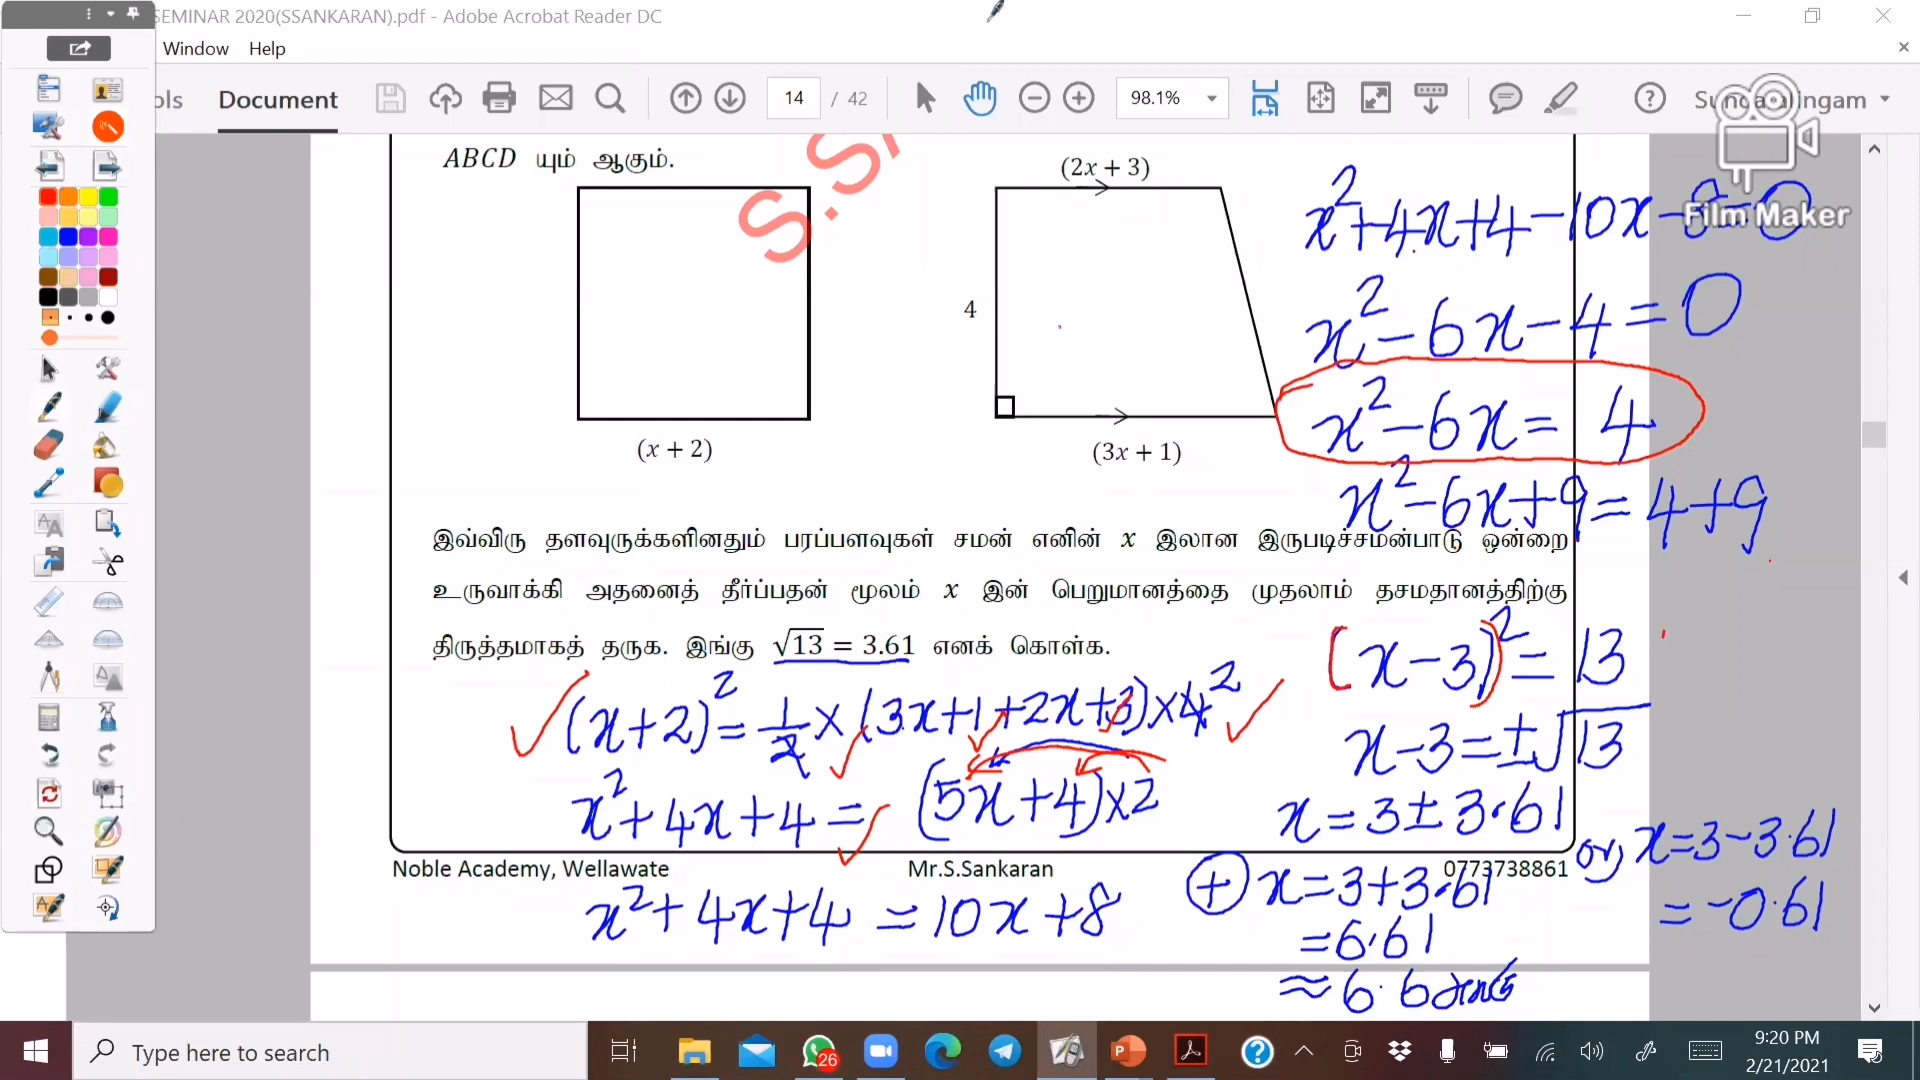 SEMINAR 2020(SSANKARAN).pdf - Adobe Acrobat Reader DC
Window Help
ols Document 14 / 42 98.1%
Film Maker
ABCD யும் ஆகும்.
S.SA
(2x + 3)
4
(x + 2)
(3x + 1)
இவ்விரு தளவுருக்களினதும் பரப்பளவுகள் சமன் எனின் x இலான இருபடிச்சமன்பாடு ஒன்றை
உருவாக்கி அதனைத் தீர்ப்பதன் மூலம் x இன் பெறுமானத்தை முதலாம் தசமதானத்திற்கு
திருத்தமாகத் தருக. இங்கு √13 = 3.61 எனக் கொள்க.
(x+2)² = 1/2 × (3x+1+2x+3)×4 2
x²+4x+4 = (5x+4)×2
Noble Academy, Wellawate Mr.S.Sankaran 0773738861
x²+4x+4 = 10x+8
x²+4x+4-10x-8=0
x²-6x-4=0
x²-6x= 4
x²-6x+9=4+9
(x-3)²=13
x-3=±√13
x=3±3.61
(+) x=3+3.61
=6.61
≈6.6
or, x=3-3.61
=-0.61
Type here to search
26
9:20 PM
2/21/2021